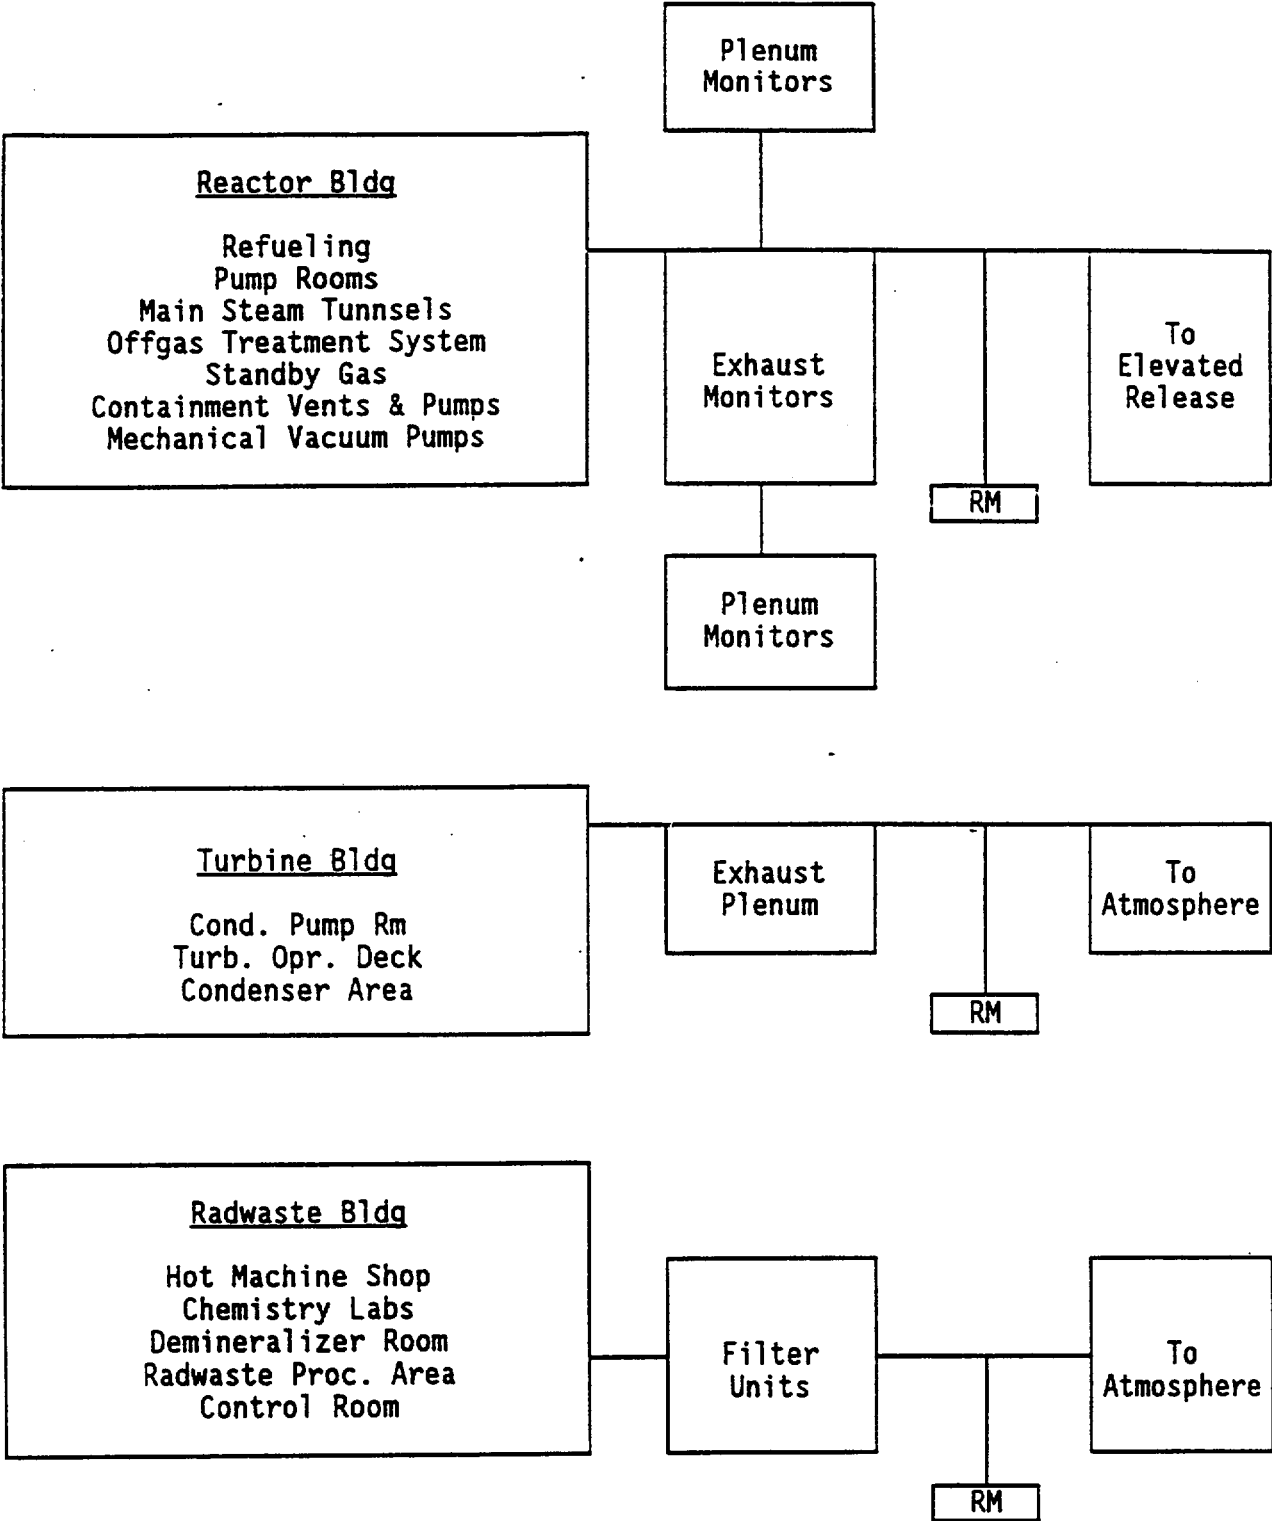 Plenum
Monitors
Reactor Bldg
Refueling
Pump Rooms
Main Steam Tunnsels
Offgas Treatment System
Standby Gas
Containment Vents & Pumps
Mechanical Vacuum Pumps
Exhaust
Monitors
To
Elevated
Release
RM
Plenum
Monitors
Turbine Bldg
Cond. Pump Rm
Turb. Opr. Deck
Condenser Area
Exhaust
Plenum
To
Atmosphere
RM
Radwaste Bldg
Hot Machine Shop
Chemistry Labs
Demineralizer Room
Radwaste Proc. Area
Control Room
Filter
Units
To
Atmosphere
RM